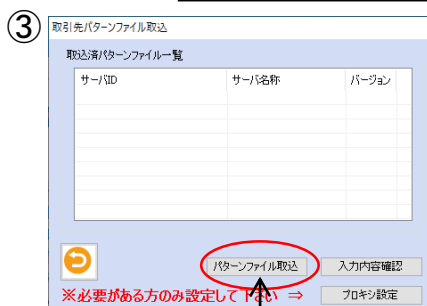 ③
取引先パターンファイル取込
取込済パターンファイル一覧
サーバID サーバ名称 バージョン
パターンファイル取込 入力内容確認
※必要がある方のみ設定して下さい ⇒ プロキシ設定